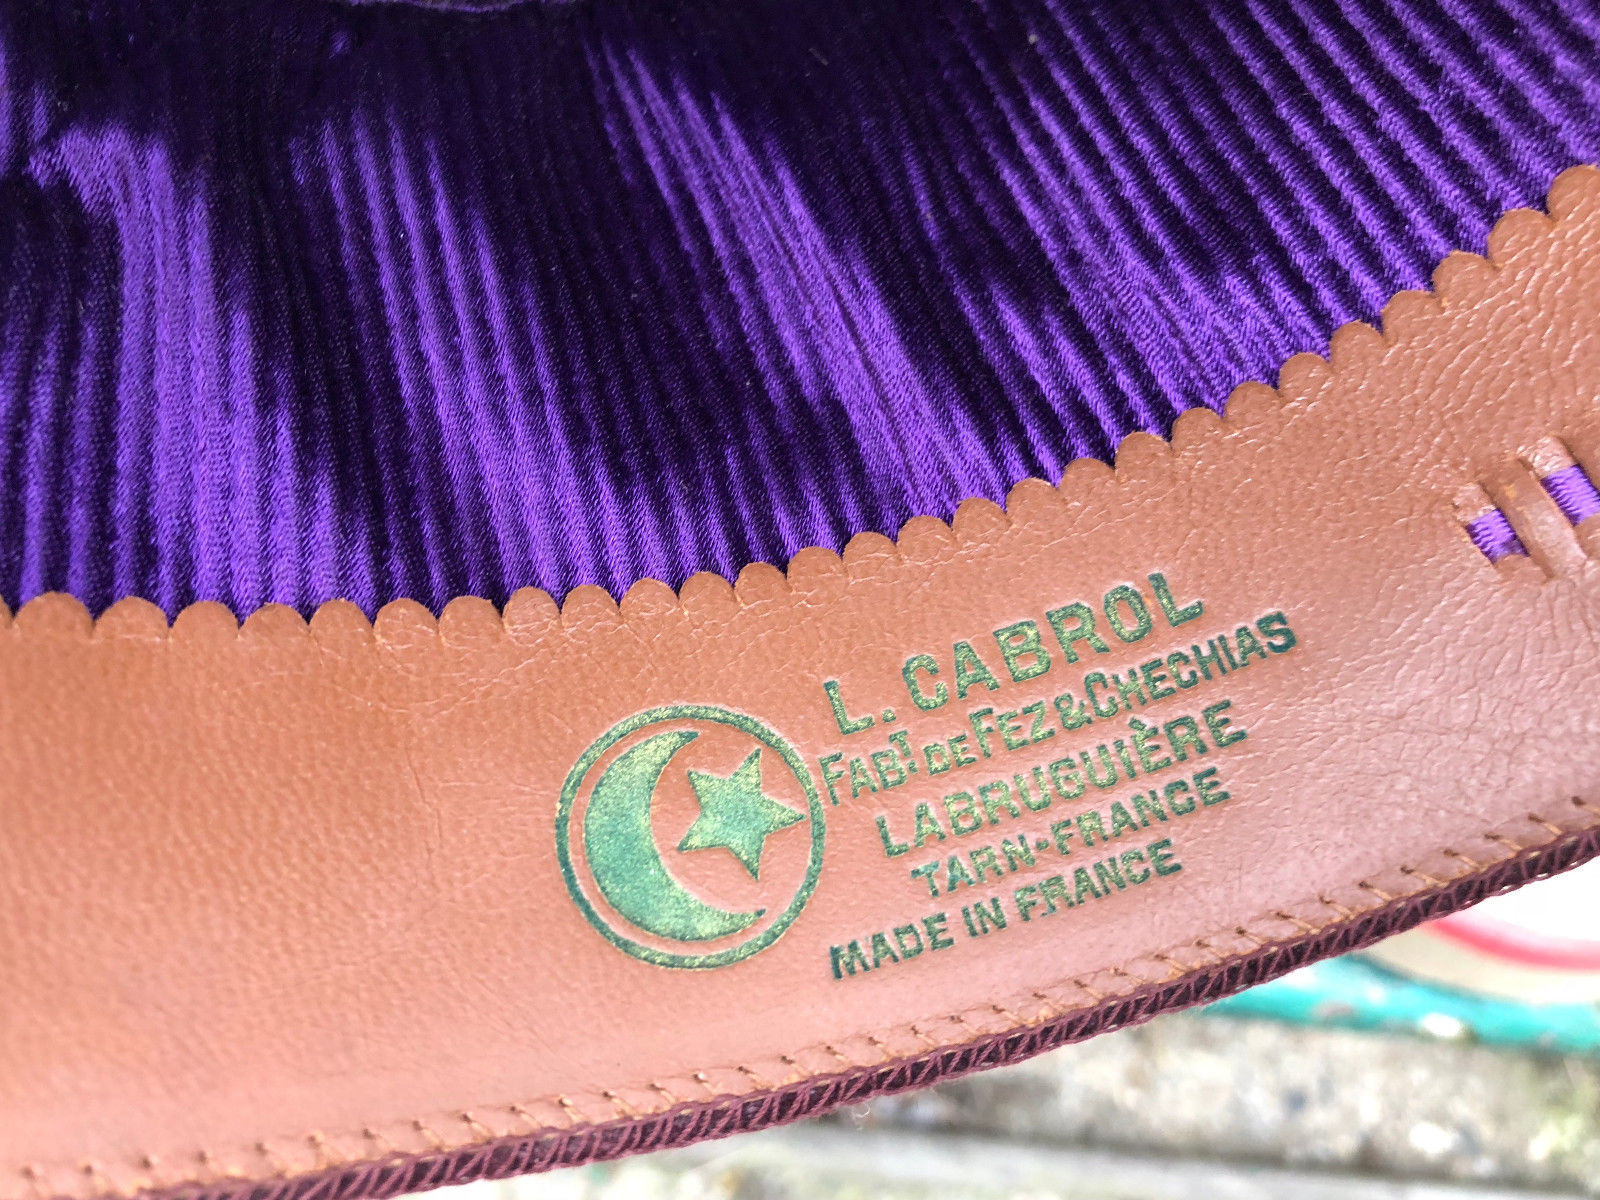 L. CABROL
FABT DE FEZ & CHECHIAS
LABRUGUIÈRE
TARN-FRANCE
MADE IN FRANCE